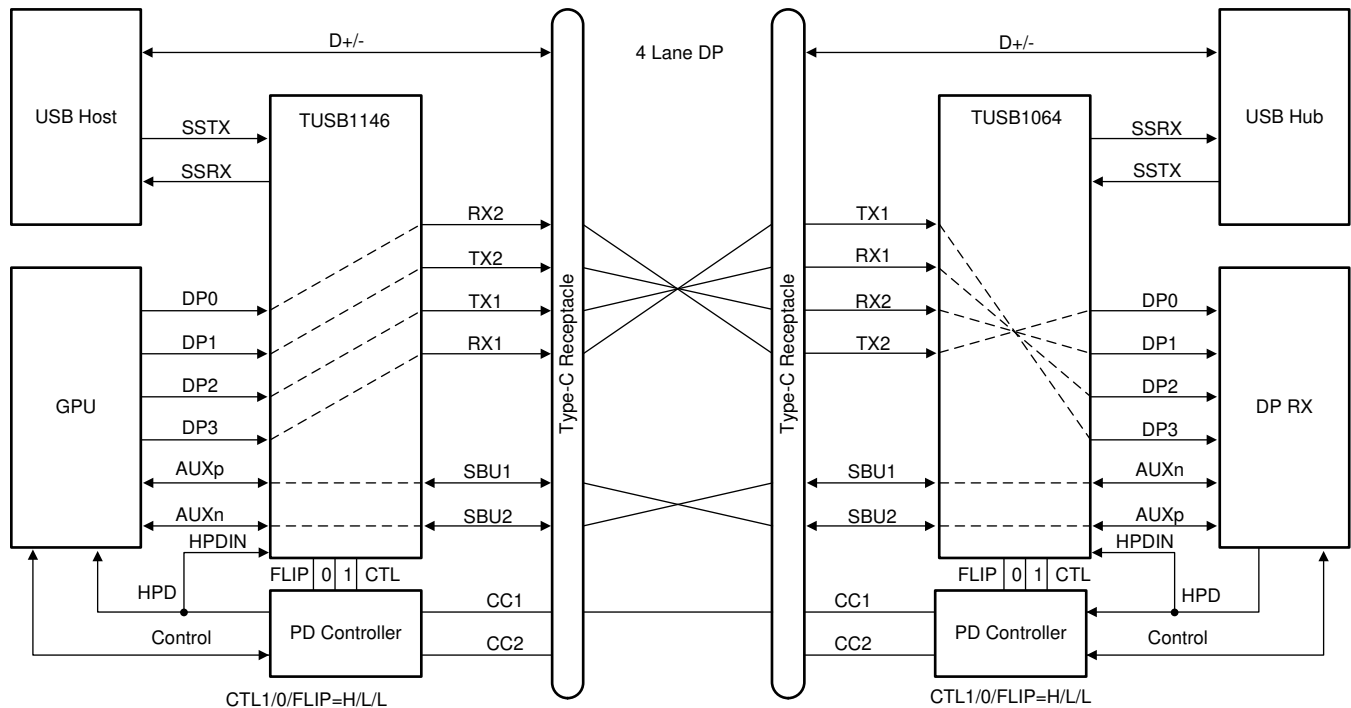 D+/-
4 Lane DP
D+/-
USB Host
TUSB1146
TUSB1064
USB Hub
SSTX
SSRX
SSRX
SSTX
RX2
TX1
TX2
RX1
TX1
RX2
RX1
TX2
Type-C Receptacle
Type-C Receptacle
GPU
DP0
DP1
DP2
DP3
AUXp
AUXn
HPDIN
SBU1
SBU2
SBU1
SBU2
DP0
DP1
DP2
DP3
AUXn
AUXp
HPDIN
DP RX
FLIP 0 1 CTL
FLIP 0 1 CTL
HPD
HPD
Control
Control
PD Controller
PD Controller
CC1
CC2
CC1
CC2
CTL1/0/FLIP=H/L/L
CTL1/0/FLIP=H/L/L